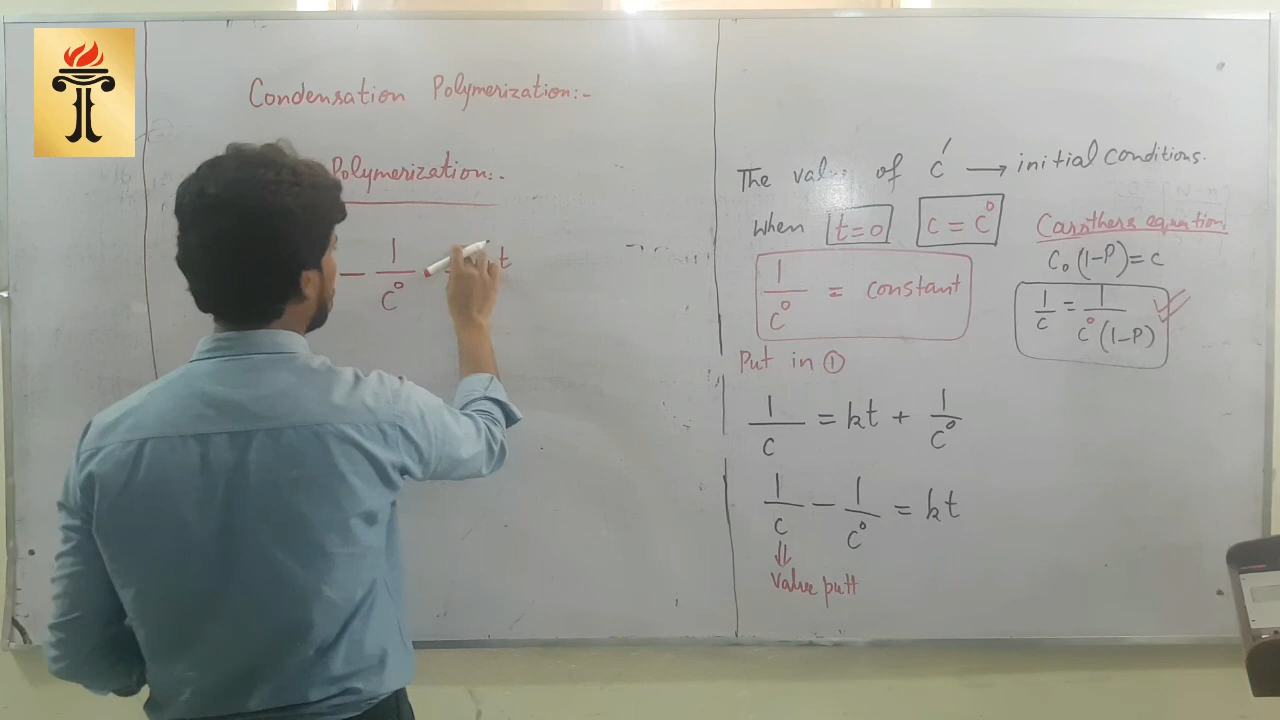 Condensation Polymerization:-
Polymerization:-
- 1/C° t
The value of C' → initial conditions.
when t=0 C = C°
1/C° = constant
Put in ①
1/C = kt + 1/C°
1/C - 1/C° = kt
⇓
value putt
Carothers equation
C₀(1-P)=C
1/C = 1/C°(1-P)